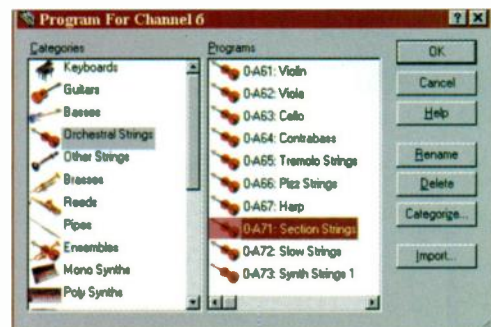 Program For Channel 6
Categories
Keyboards
Guitars
Basses
Orchestral Strings
Other Strings
Brasses
Reeds
Pipes
Ensembles
Mono Synths
Poly Synths
Programs
0-A61: Violin
0-A62: Viola
0-A63: Cello
0-A64: Contrabass
0-A65: Tremolo Strings
0-A66: Pizz Strings
0-A67: Harp
0-A71: Section Strings
0-A72: Slow Strings
0-A73: Synth Strings 1
OK
Cancel
Help
Rename
Delete
Categorize...
Import...